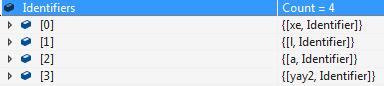 Identifiers Count = 4
[0] {[xe, Identifier]}
[1] {[l, Identifier]}
[2] {[a, Identifier]}
[3] {[yay2, Identifier]}